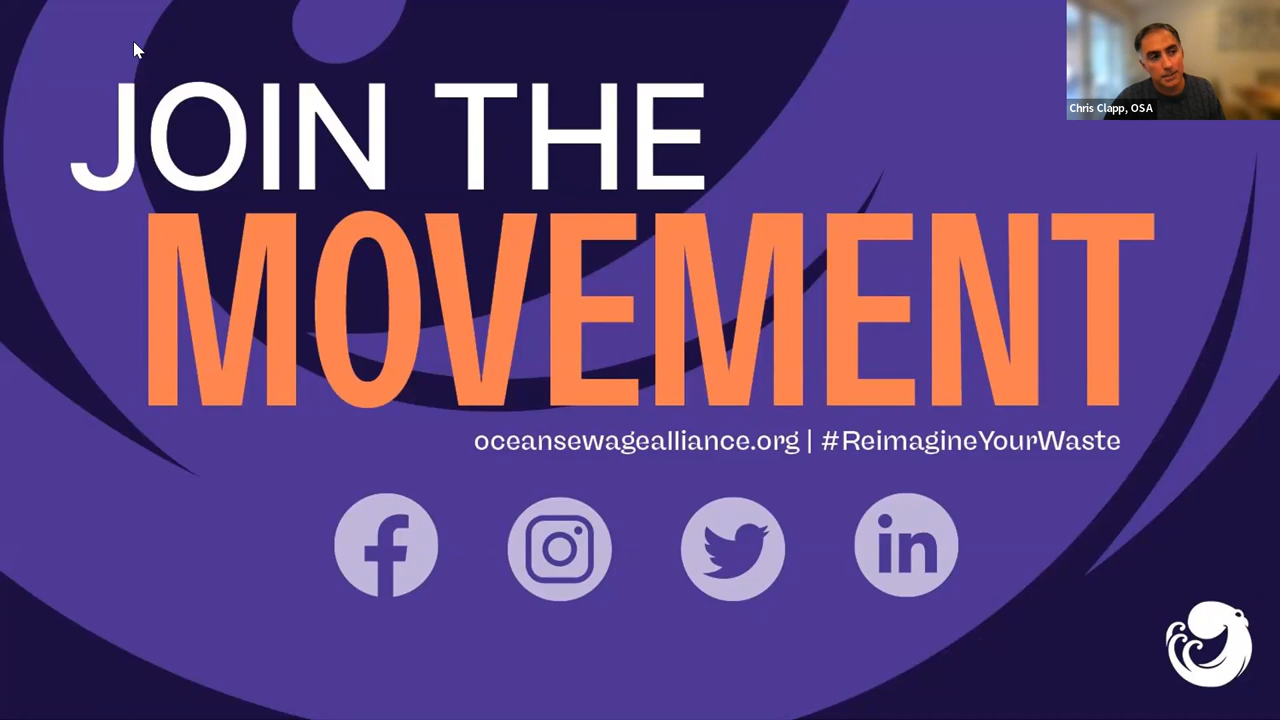 JOIN THE
MOVEMENT
oceansewagealliance.org | #ReimagineYourWaste
Chris Clapp, OSA